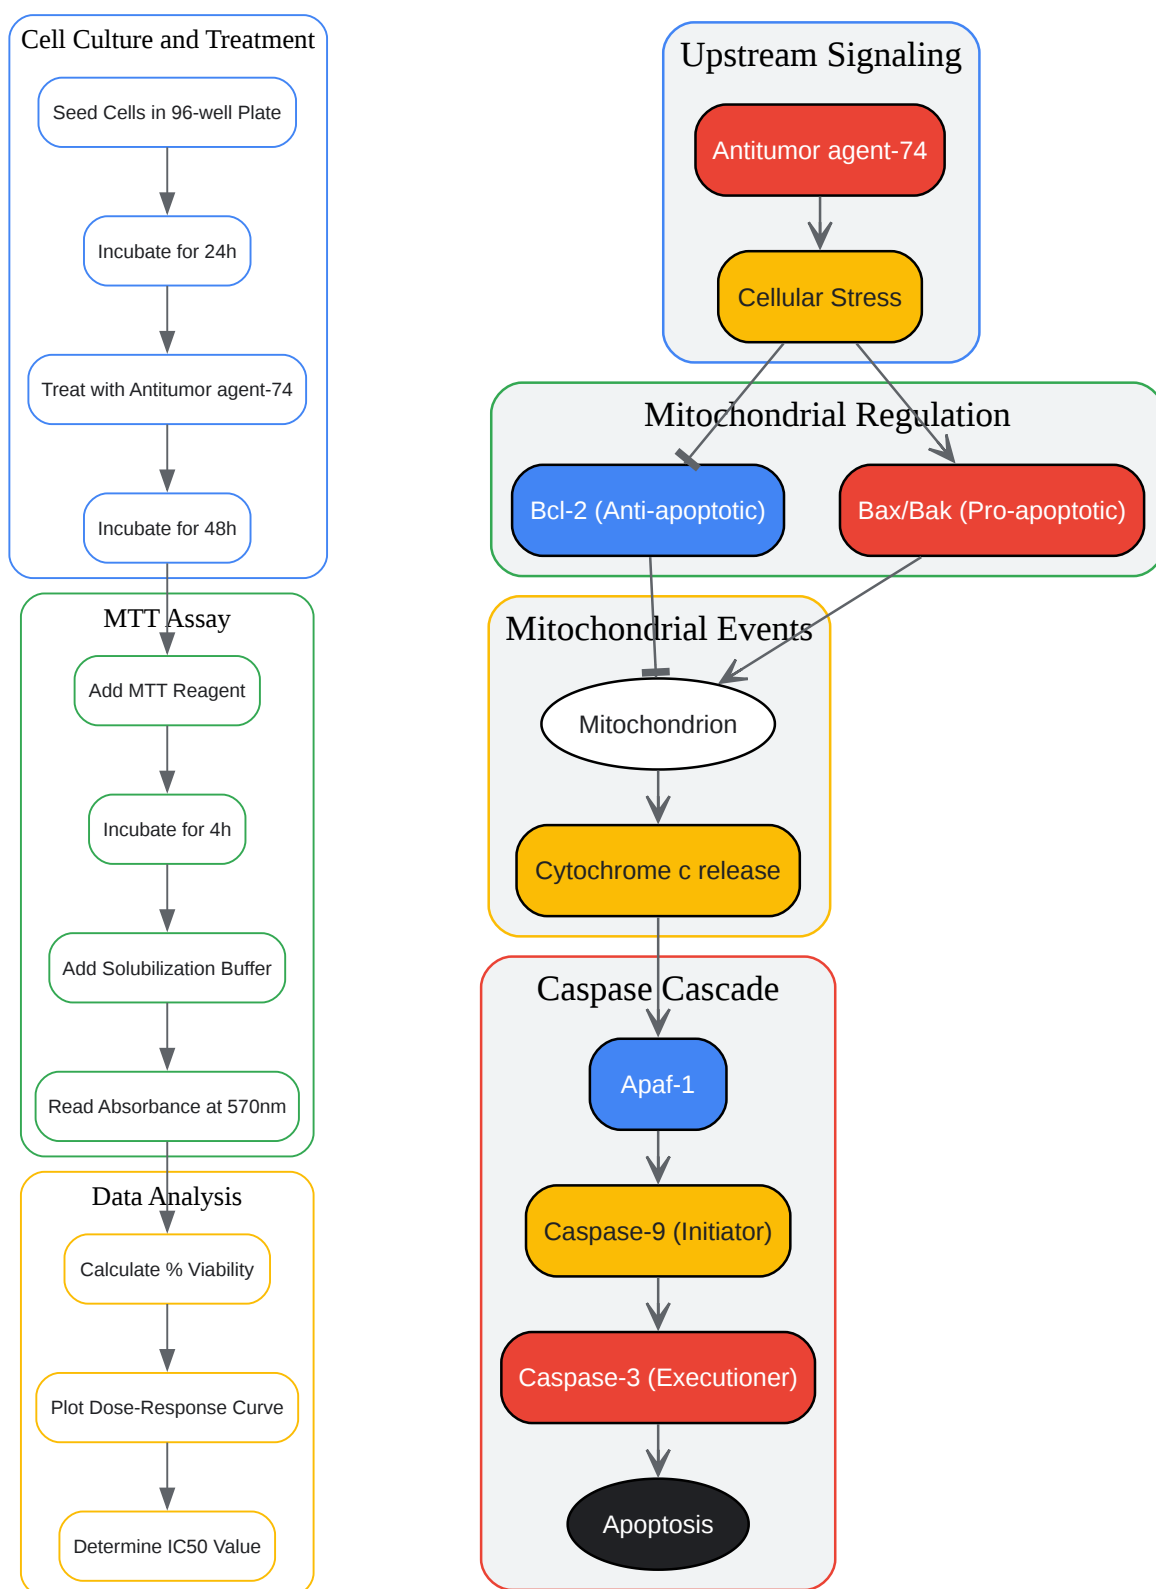 Cell Culture and Treatment
Seed Cells in 96-well Plate
Incubate for 24h
Treat with Antitumor agent-74
Incubate for 48h
MTT Assay
Add MTT Reagent
Incubate for 4h
Add Solubilization Buffer
Read Absorbance at 570nm
Data Analysis
Calculate % Viability
Plot Dose-Response Curve
Determine IC50 Value
Upstream Signaling
Antitumor agent-74
Cellular Stress
Mitochondrial Regulation
Bcl-2 (Anti-apoptotic)
Bax/Bak (Pro-apoptotic)
Mitochondrial Events
Mitochondrion
Cytochrome c release
Caspase Cascade
Apaf-1
Caspase-9 (Initiator)
Caspase-3 (Executioner)
Apoptosis